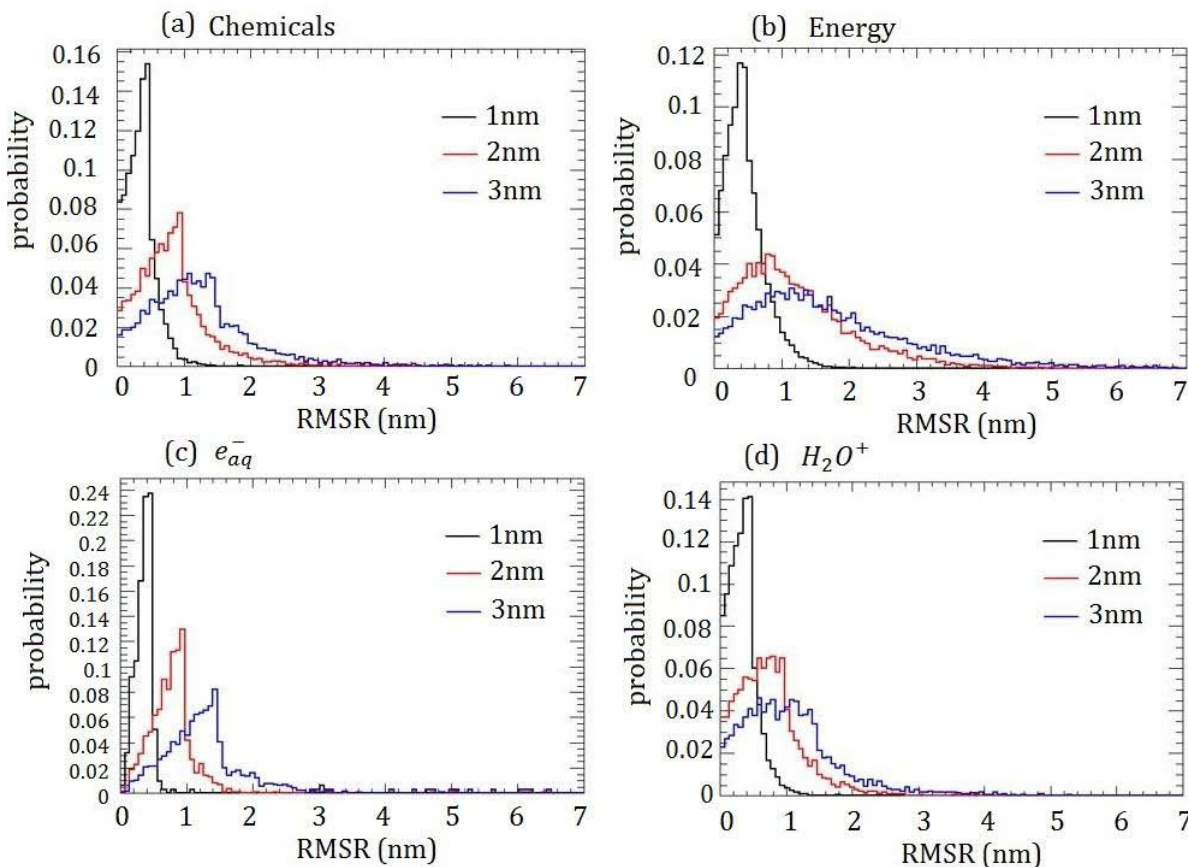 (a) Chemicals
0.16
0.14
0.12
0.1
0.08
0.06
0.04
0.02
0
probability
1nm
2nm
3nm
0 1 2 3 4 5 6 7
RMSR (nm)
(b) Energy
0.12
0.1
0.08
0.06
0.04
0.02
0
probability
1nm
2nm
3nm
0 1 2 3 4 5 6 7
RMSR (nm)
(c) e⁻aq
0.24
0.22
0.2
0.18
0.16
0.14
0.12
0.1
0.08
0.06
0.04
0.02
0
probability
1nm
2nm
3nm
0 1 2 3 4 5 6 7
RMSR (nm)
(d) H₂O⁺
0.14
0.12
0.1
0.08
0.06
0.04
0.02
0
probability
1nm
2nm
3nm
0 1 2 3 4 5 6 7
RMSR (nm)